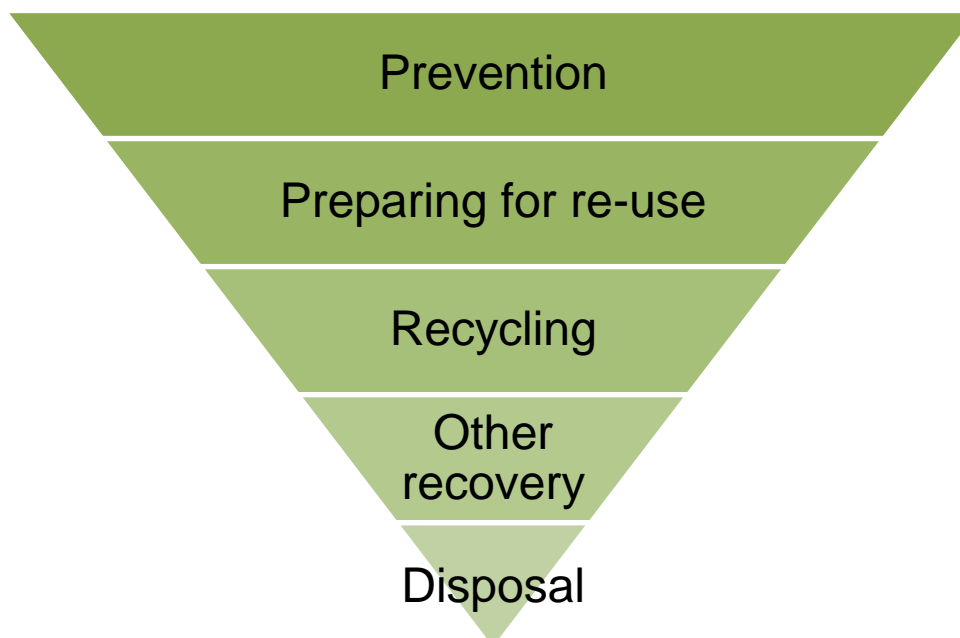 Prevention
Preparing for re-use
Recycling
Other
recovery
Disposal